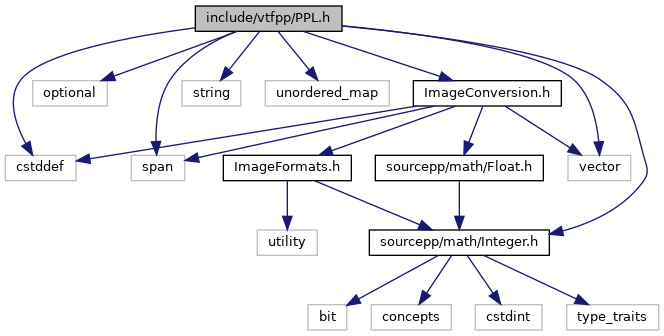 include/vtfpp/PPL.h
optional
string
unordered_map
ImageConversion.h
cstddef
span
ImageFormats.h
sourcepp/math/Float.h
vector
utility
sourcepp/math/Integer.h
bit
concepts
cstdint
type_traits